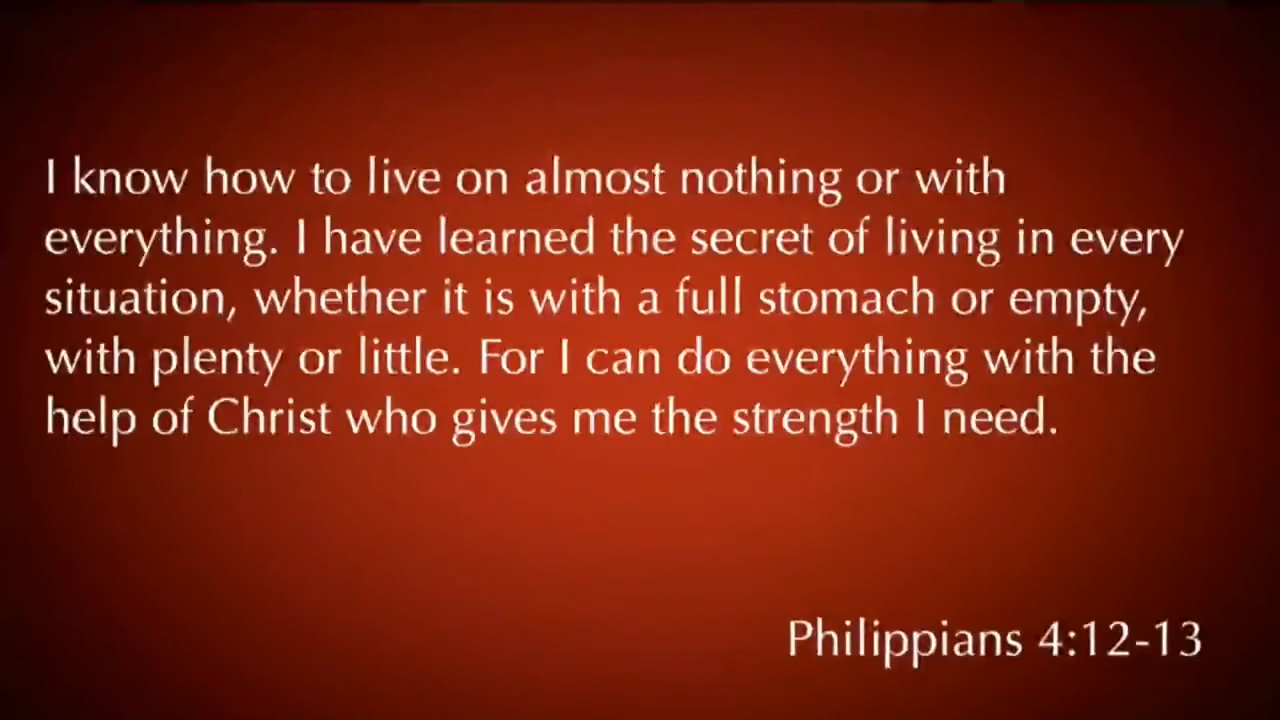 I know how to live on almost nothing or with
everything. I have learned the secret of living in every
situation, whether it is with a full stomach or empty,
with plenty or little. For I can do everything with the
help of Christ who gives me the strength I need.
Philippians 4:12-13